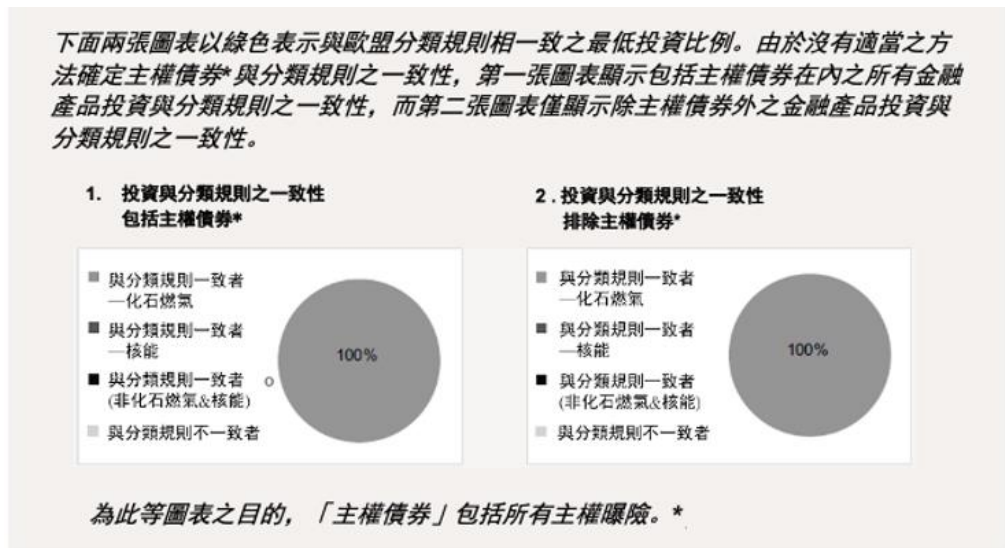 下面兩張圖表以綠色表示與歐盟分類規則相一致之最低投資比例。由於沒有適當之方
法確定主權債券*與分類規則之一致性，第一張圖表顯示包括主權債券在內之所有金融
產品投資與分類規則之一致性，而第二張圖表僅顯示除主權債券外之金融產品投資與
分類規則之一致性。
1. 投資與分類規則之一致性
包括主權債券*
與分類規則一致者
—化石燃氣
與分類規則一致者
—核能
與分類規則一致者
(非化石燃氣&核能)
與分類規則不一致者
100%
o
2 . 投資與分類規則之一致性
排除主權債券*
與分類規則一致者
—化石燃氣
與分類規則一致者
—核能
與分類規則一致者
(非化石燃氣&核能)
與分類規則不一致者
100%
為此等圖表之目的，「主權債券」包括所有主權曝險。*